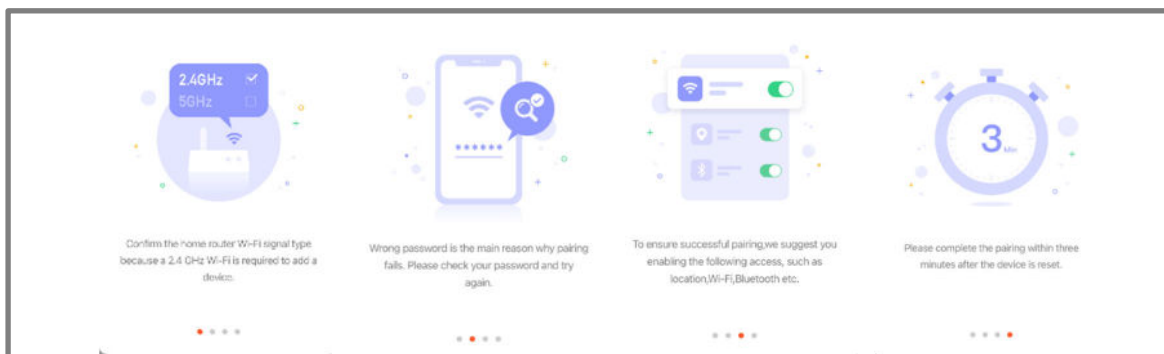 2.4GHz
5GHz
Confirm the home router Wi-Fi signal type
because a 2.4 GHz Wi-Fi is required to add a
device.
Wrong password is the main reason why pairing
fails. Please check your password and try
again.
To ensure successful pairing,we suggest you
enabling the following access, such as
location,Wi-Fi,Bluetooth etc.
3 Min
Please complete the pairing within three
minutes after the device is reset.